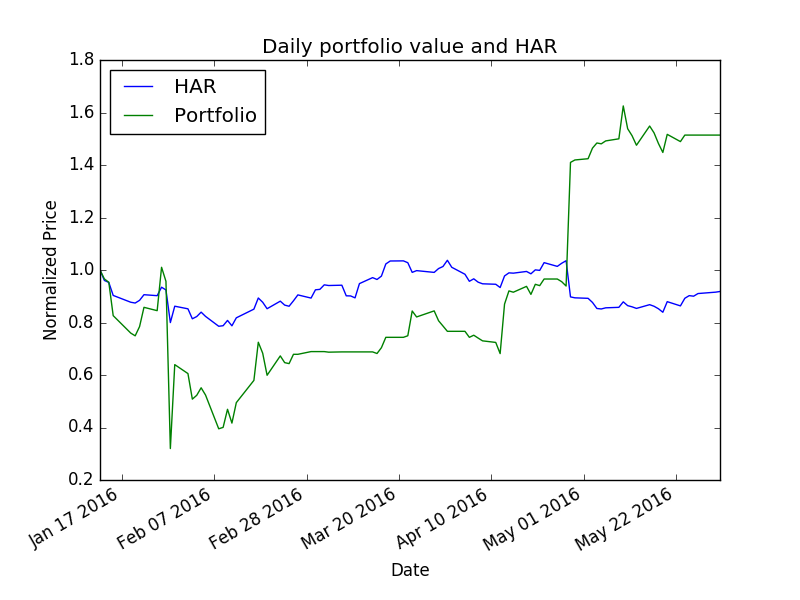 Daily portfolio value and HAR
HAR
Portfolio
1.8
1.6
1.4
1.2
1.0
0.8
0.6
0.4
0.2
Normalized Price
Jan 17 2016
Feb 07 2016
Feb 28 2016
Mar 20 2016
Apr 10 2016
May 01 2016
May 22 2016
Date